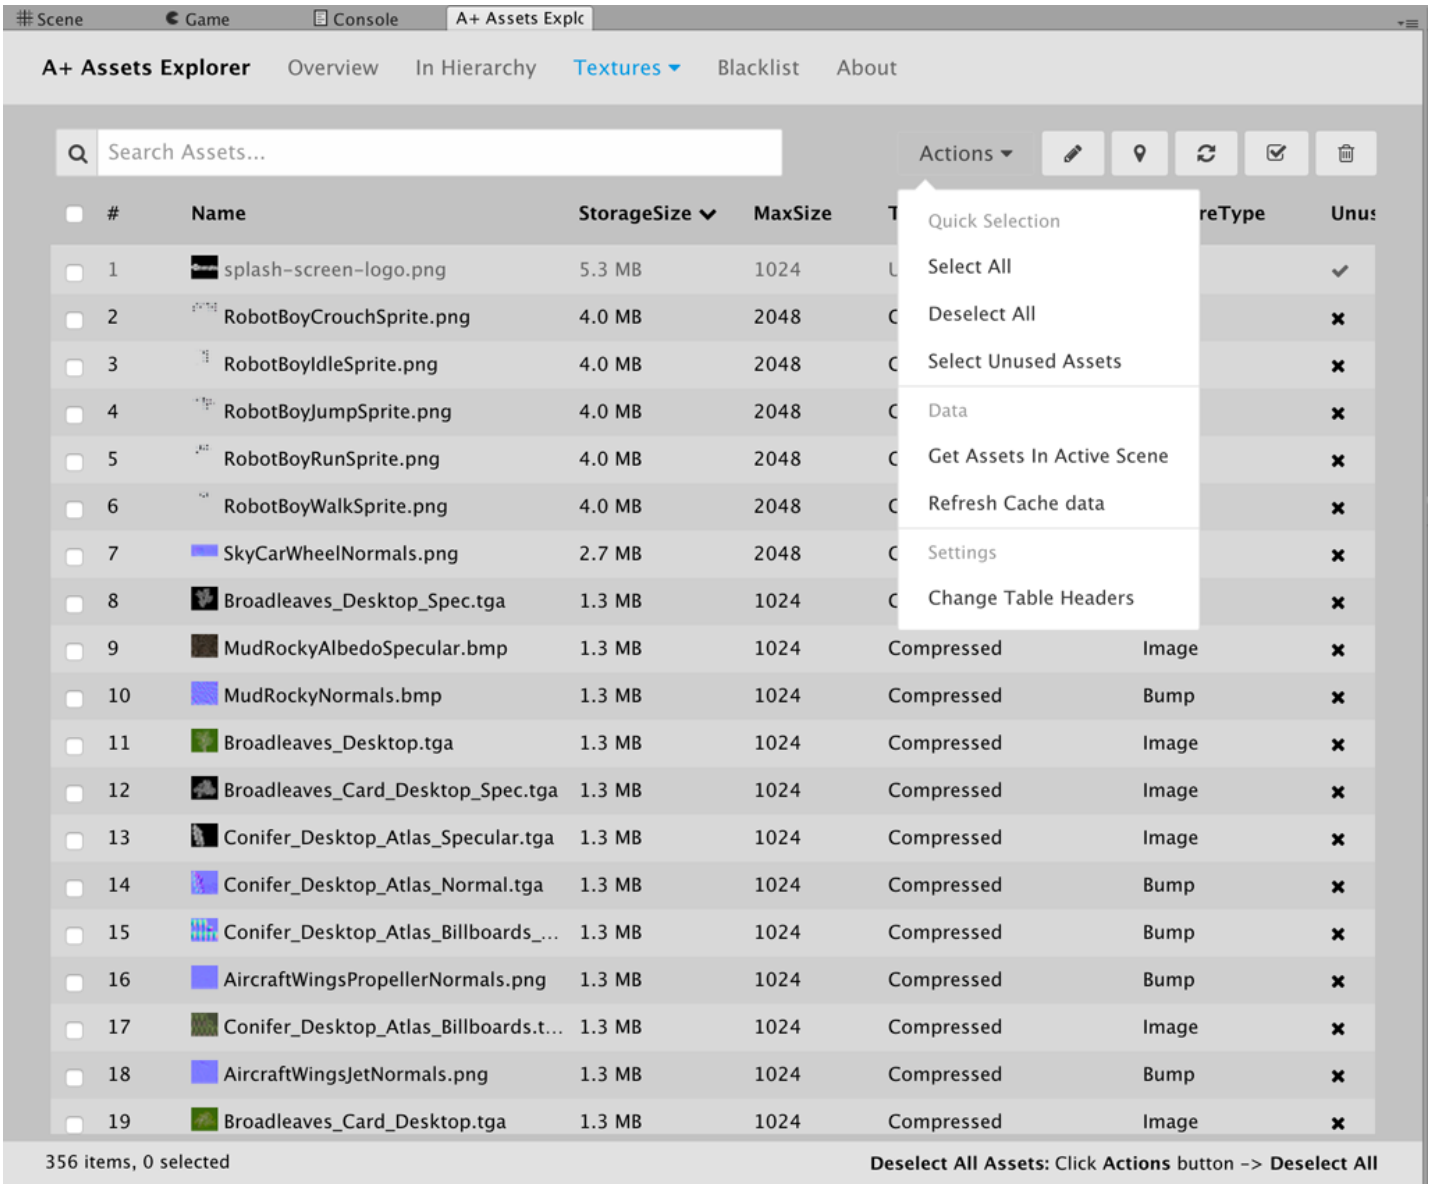 Scene Game Console A+ Assets Explc
A+ Assets Explorer Overview In Hierarchy Textures Blacklist About
Search Assets... Actions
# Name StorageSize MaxSize T reType Unus
Quick Selection
1 splash-screen-logo.png 5.3 MB 1024 U
Select All
2 RobotBoyCrouchSprite.png 4.0 MB 2048 C
Deselect All
3 RobotBoyIdleSprite.png 4.0 MB 2048 C
Select Unused Assets
4 RobotBoyJumpSprite.png 4.0 MB 2048 C
Data
5 RobotBoyRunSprite.png 4.0 MB 2048 C
Get Assets In Active Scene
6 RobotBoyWalkSprite.png 4.0 MB 2048 C
Refresh Cache data
7 SkyCarWheelNormals.png 2.7 MB 2048 C
Settings
8 Broadleaves_Desktop_Spec.tga 1.3 MB 1024 C
Change Table Headers
9 MudRockyAlbedoSpecular.bmp 1.3 MB 1024 Compressed Image
10 MudRockyNormals.bmp 1.3 MB 1024 Compressed Bump
11 Broadleaves_Desktop.tga 1.3 MB 1024 Compressed Image
12 Broadleaves_Card_Desktop_Spec.tga 1.3 MB 1024 Compressed Image
13 Conifer_Desktop_Atlas_Specular.tga 1.3 MB 1024 Compressed Image
14 Conifer_Desktop_Atlas_Normal.tga 1.3 MB 1024 Compressed Bump
15 Conifer_Desktop_Atlas_Billboards_... 1.3 MB 1024 Compressed Bump
16 AircraftWingsPropellerNormals.png 1.3 MB 1024 Compressed Bump
17 Conifer_Desktop_Atlas_Billboards.t... 1.3 MB 1024 Compressed Image
18 AircraftWingsJetNormals.png 1.3 MB 1024 Compressed Bump
19 Broadleaves_Card_Desktop.tga 1.3 MB 1024 Compressed Image
356 items, 0 selected Deselect All Assets: Click Actions button -> Deselect All